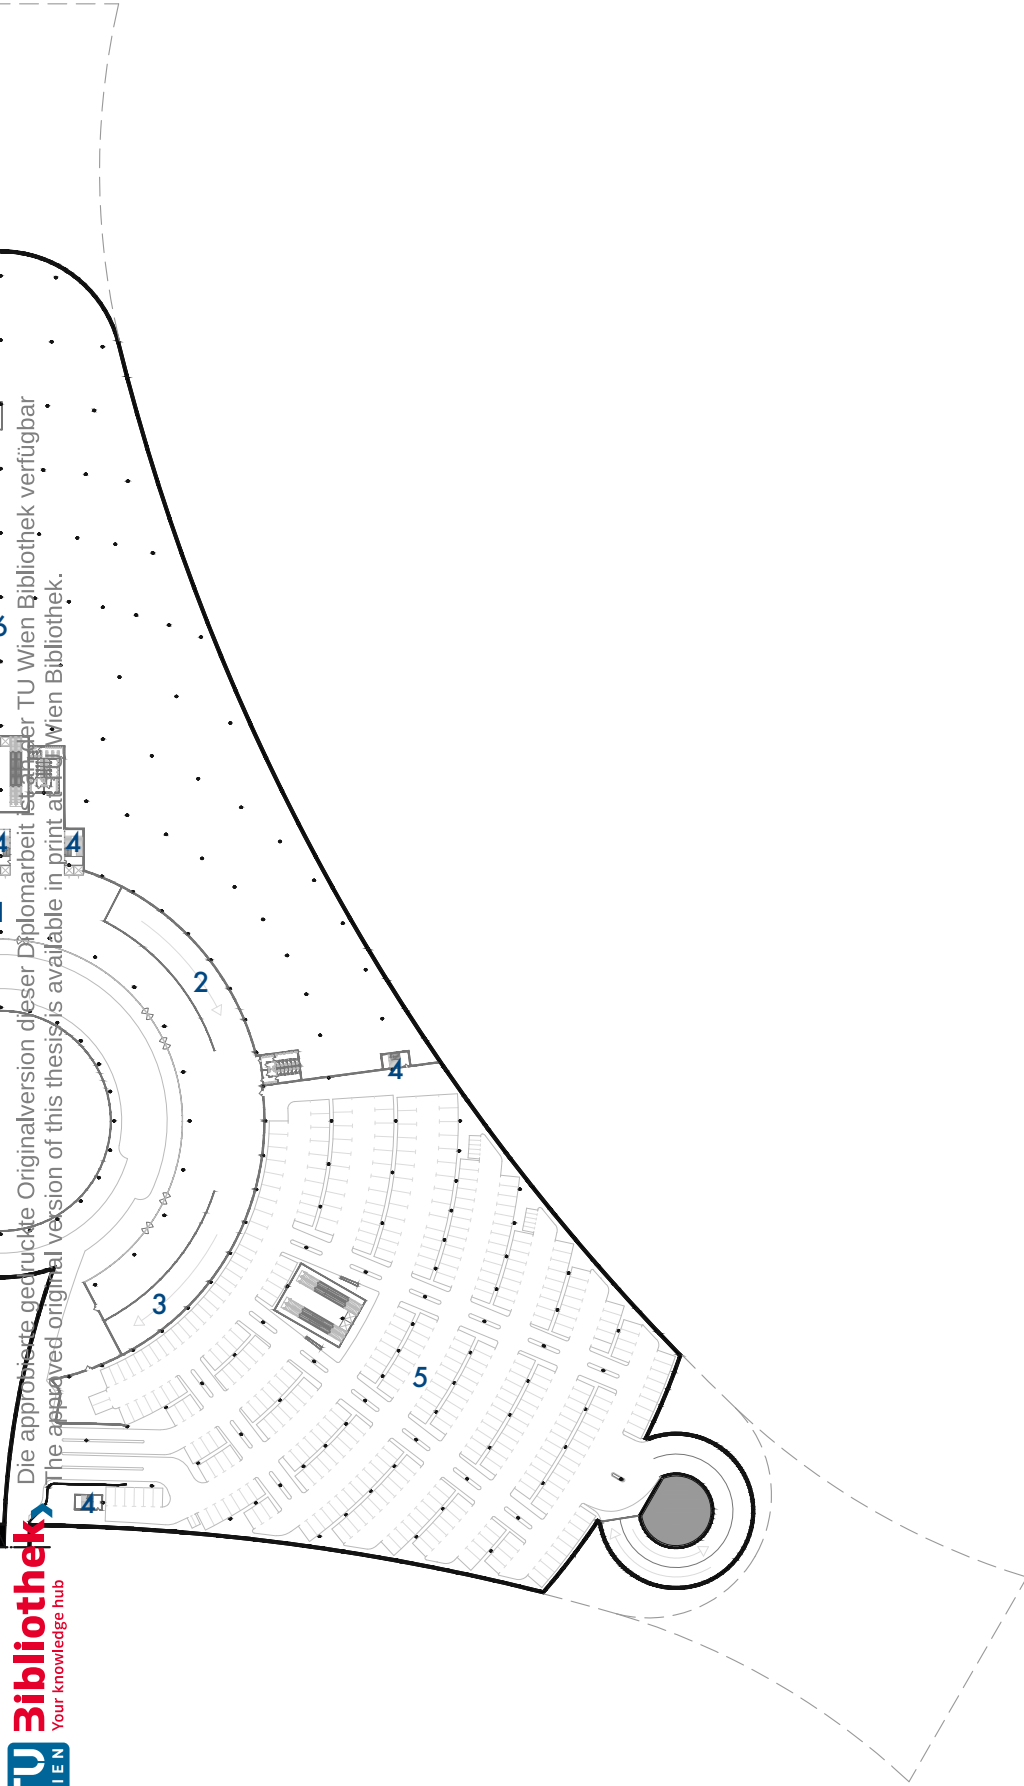 4
2
4
3
5
4
Die approbierte gedruckte Originalversion dieser Diplomarbeit ist an der TU Wien Bibliothek verfügbar
The approved original version of this thesis is available in print at TU Wien Bibliothek.
Bibliothek
Your knowledge hub
TU